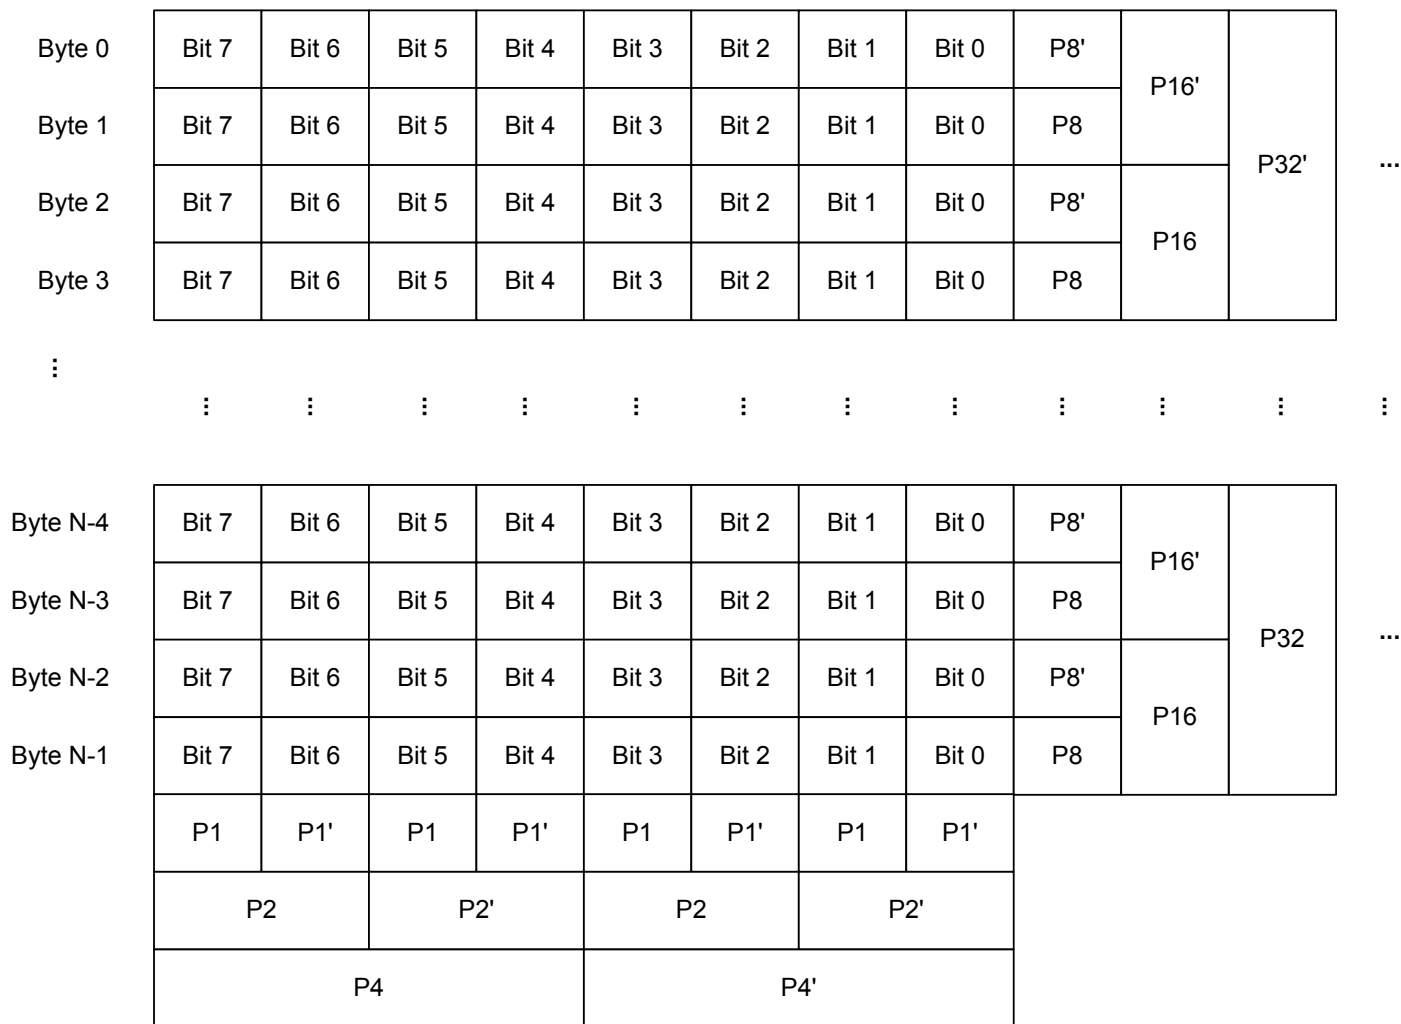 Byte 0 Bit 7 Bit 6 Bit 5 Bit 4 Bit 3 Bit 2 Bit 1 Bit 0 P8'
P16'
Byte 1 Bit 7 Bit 6 Bit 5 Bit 4 Bit 3 Bit 2 Bit 1 Bit 0 P8
P32' ...
Byte 2 Bit 7 Bit 6 Bit 5 Bit 4 Bit 3 Bit 2 Bit 1 Bit 0 P8'
P16
Byte 3 Bit 7 Bit 6 Bit 5 Bit 4 Bit 3 Bit 2 Bit 1 Bit 0 P8
...
... ... ... ... ... ... ... ... ... ... ... ...
Byte N-4 Bit 7 Bit 6 Bit 5 Bit 4 Bit 3 Bit 2 Bit 1 Bit 0 P8'
P16'
Byte N-3 Bit 7 Bit 6 Bit 5 Bit 4 Bit 3 Bit 2 Bit 1 Bit 0 P8
P32 ...
Byte N-2 Bit 7 Bit 6 Bit 5 Bit 4 Bit 3 Bit 2 Bit 1 Bit 0 P8'
P16
Byte N-1 Bit 7 Bit 6 Bit 5 Bit 4 Bit 3 Bit 2 Bit 1 Bit 0 P8
P1 P1' P1 P1' P1 P1' P1 P1'
P2 P2' P2 P2'
P4 P4'